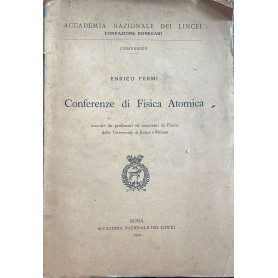 ACCADEMIA NAZIONALE DEI LINCEI
FONDAZIONE DONEGANI
CONFERENZE
ENRICO FERMI
Conferenze di Fisica Atomica
raccolte da professori ed assistenti di Fisica
delle Università di Roma e Milano
ROMA
ACCADEMIA NAZIONALE DEI LINCEI